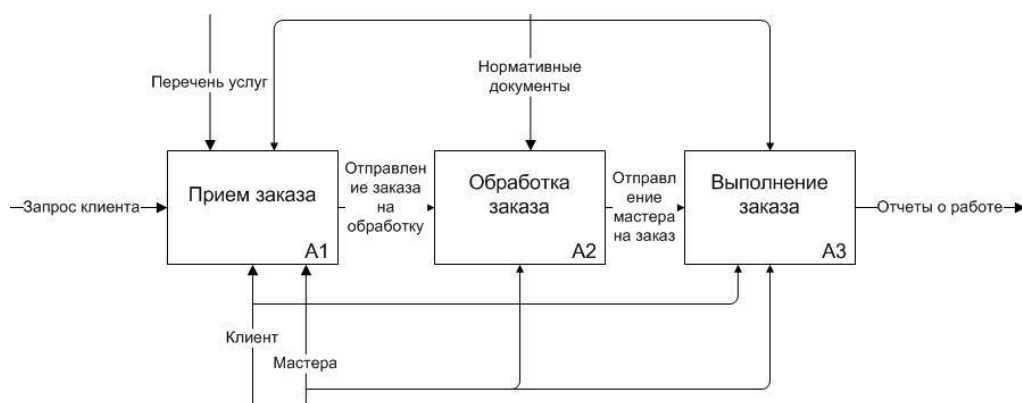 Перечень услуг
Нормативные
документы
Прием заказа
A1
Отправлен
ие заказа
на
обработку
Обработка
заказа
A2
Отправл
ение
мастера
на заказ
Выполнение
заказа
A3
Запрос клиента
Отчеты о работе
Клиент
Мастера